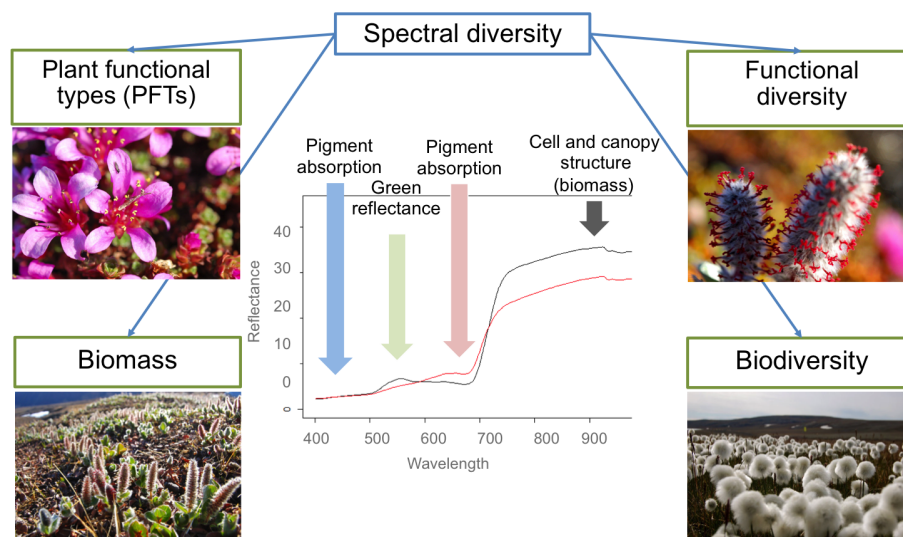 Spectral diversity
Plant functional
types (PFTs)
Functional
diversity
Pigment
absorption
Green
reflectance
Pigment
absorption
Cell and canopy
structure
(biomass)
Reflectance
40
30
20
10
0
0
400
500
600
700
800
900
Wavelength
Biomass
Biodiversity